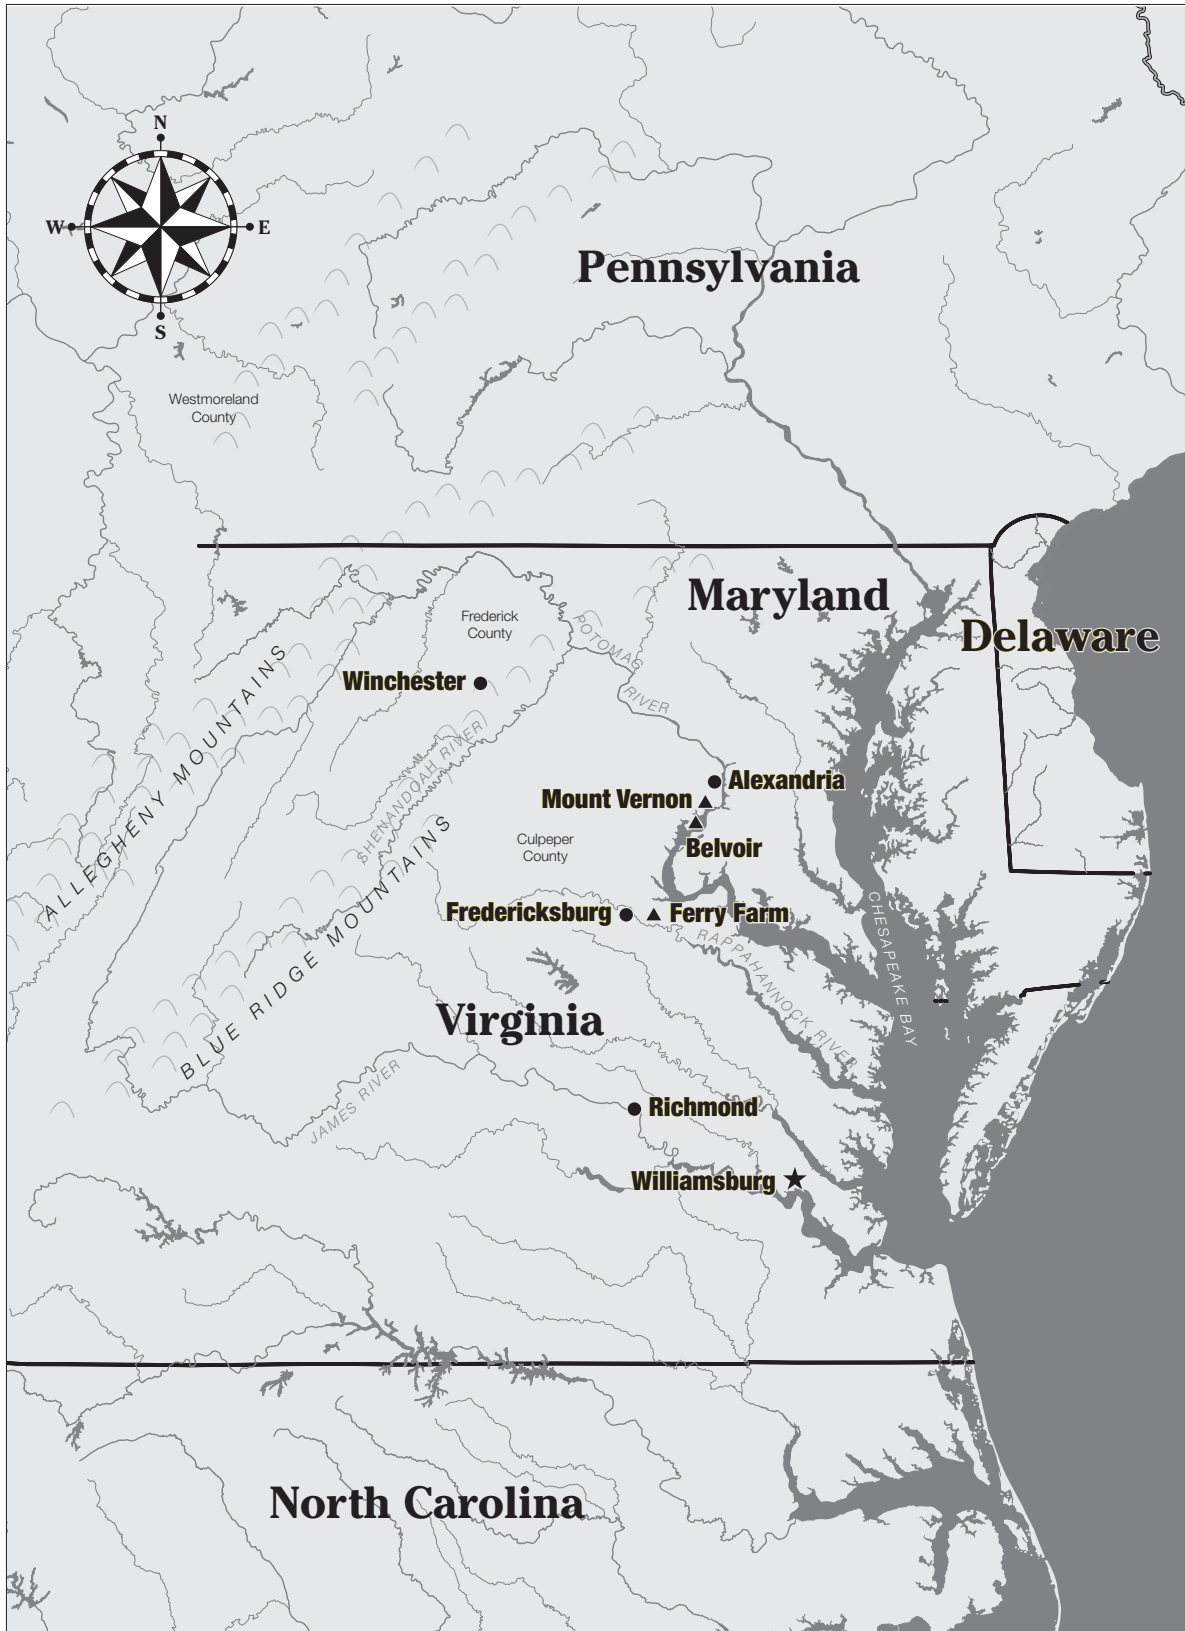 N
W
E
S
Pennsylvania
Westmoreland
County
Maryland
Delaware
Frederick
County
POTOMAC
RIVER
Winchester
ALLEGHENY MOUNTAINS
SHENANDOAH RIVER
Alexandria
Mount Vernon
Belvoir
Culpeper
County
BLUE RIDGE MOUNTAINS
Fredericksburg
Ferry Farm
RAPPAHANNOCK RIVER
CHESAPEAKE BAY
Virginia
JAMES RIVER
Richmond
Williamsburg
North Carolina